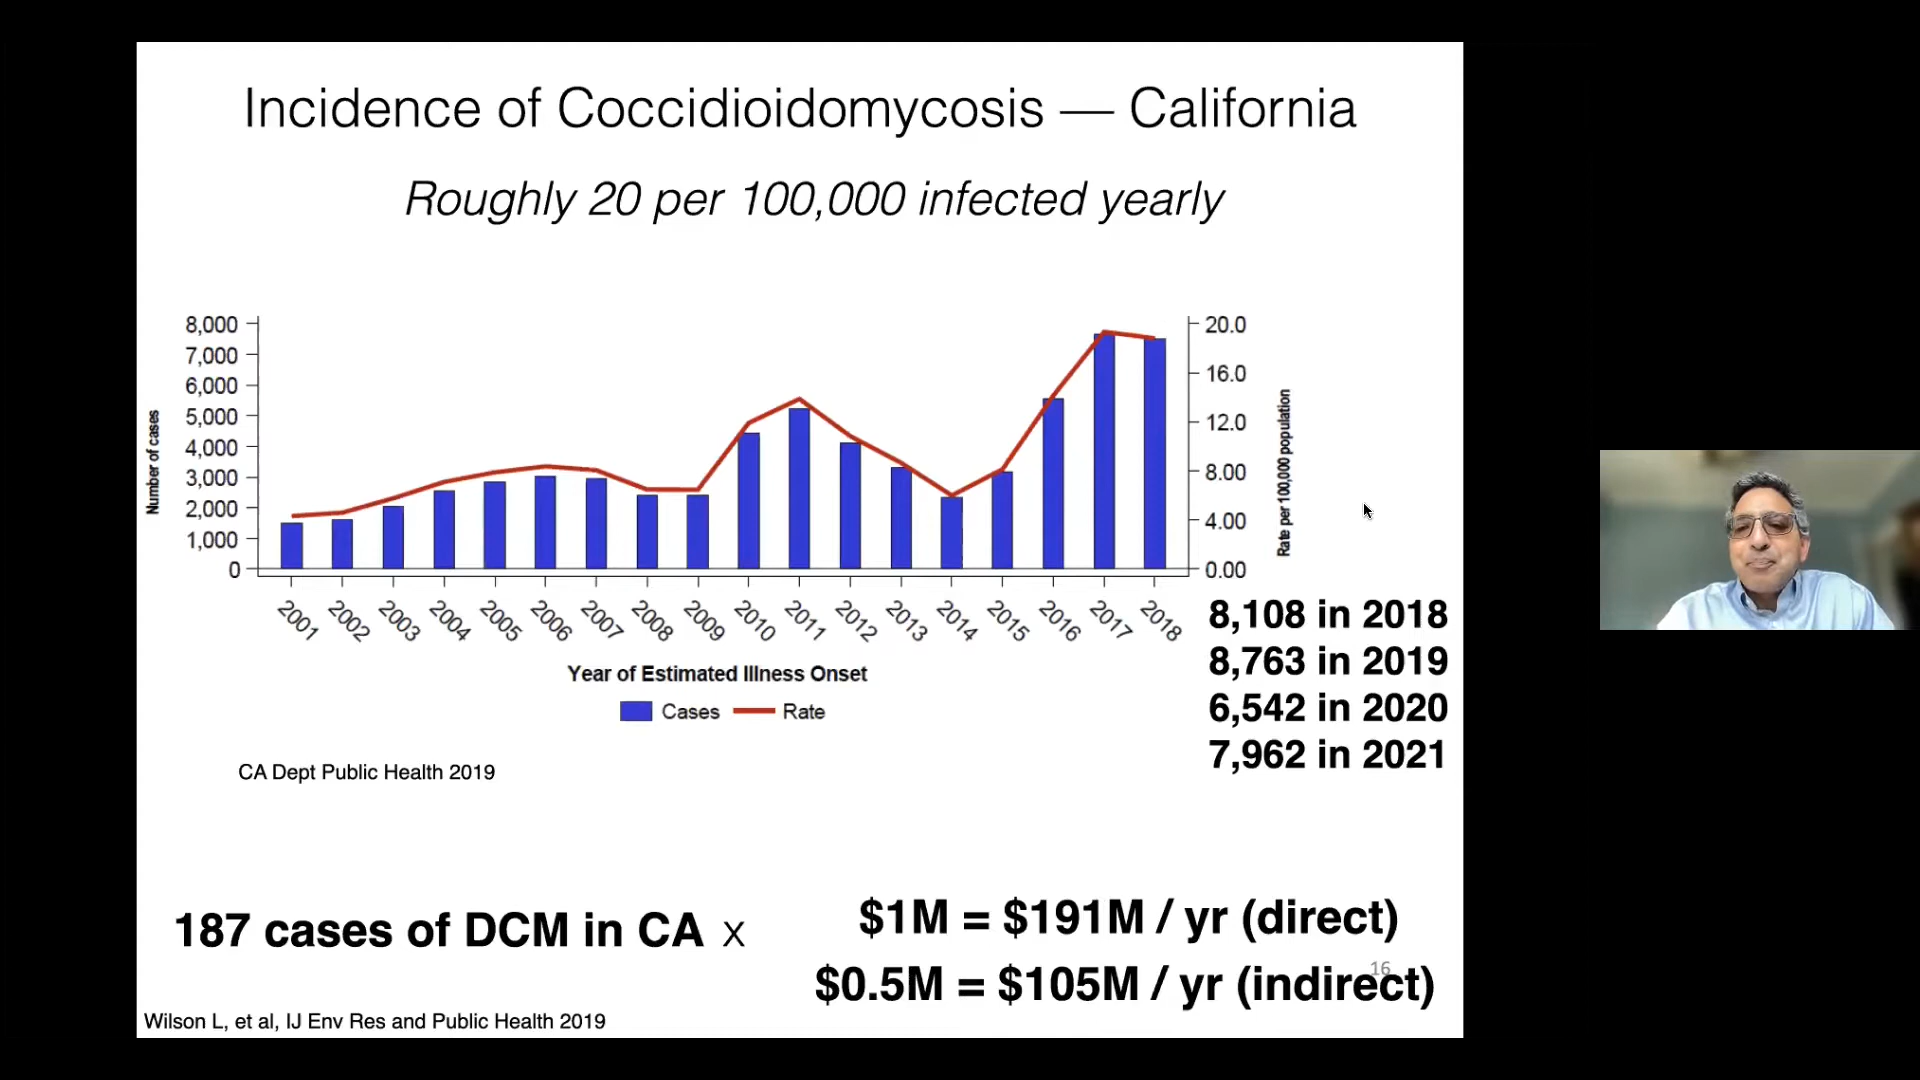 Incidence of Coccidioidomycosis — California
Roughly 20 per 100,000 infected yearly
8,000
7,000
6,000
5,000
4,000
3,000
2,000
1,000
0
Number of cases
20.0
16.0
12.0
8.00
4.00
0.00
Rate per 100,000 population
2001 2002 2003 2004 2005 2006 2007 2008 2009 2010 2011 2012 2013 2014 2015 2016 2017 2018
Year of Estimated Illness Onset
Cases Rate
8,108 in 2018
8,763 in 2019
6,542 in 2020
7,962 in 2021
CA Dept Public Health 2019
187 cases of DCM in CA x
$1M = $191M / yr (direct)
$0.5M = $105M / yr (indirect)
16
Wilson L, et al, IJ Env Res and Public Health 2019